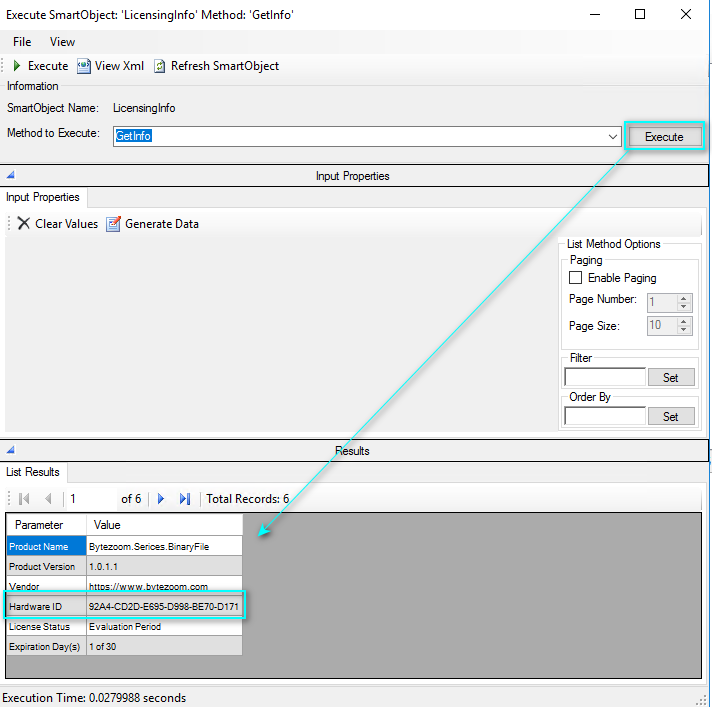 Execute SmartObject: 'LicensingInfo' Method: 'GetInfo'
File View
Execute View Xml Refresh SmartObject
Information
SmartObject Name: LicensingInfo
Method to Execute: GetInfo Execute
Input Properties
Input Properties
Clear Values Generate Data
List Method Options
Paging
Enable Paging
Page Number: 1
Page Size: 10
Filter
Set
Order By
Set
Results
List Results
1 of 6 Total Records: 6
Parameter Value
Product Name Bytezoom.Serices.BinaryFile
Product Version 1.0.1.1
Vendor https://www.bytezoom.com
Hardware ID 92A4-CD2D-E695-D998-BE70-D171
License Status Evaluation Period
Expiration Day(s) 1 of 30
Execution Time: 0.0279988 seconds